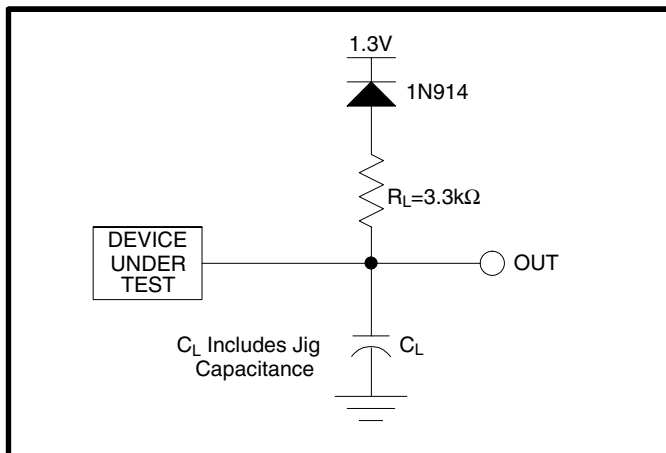 1.3V
1N914
R_L=3.3kΩ
DEVICE
UNDER
TEST
OUT
C_L Includes Jig
Capacitance
C_L